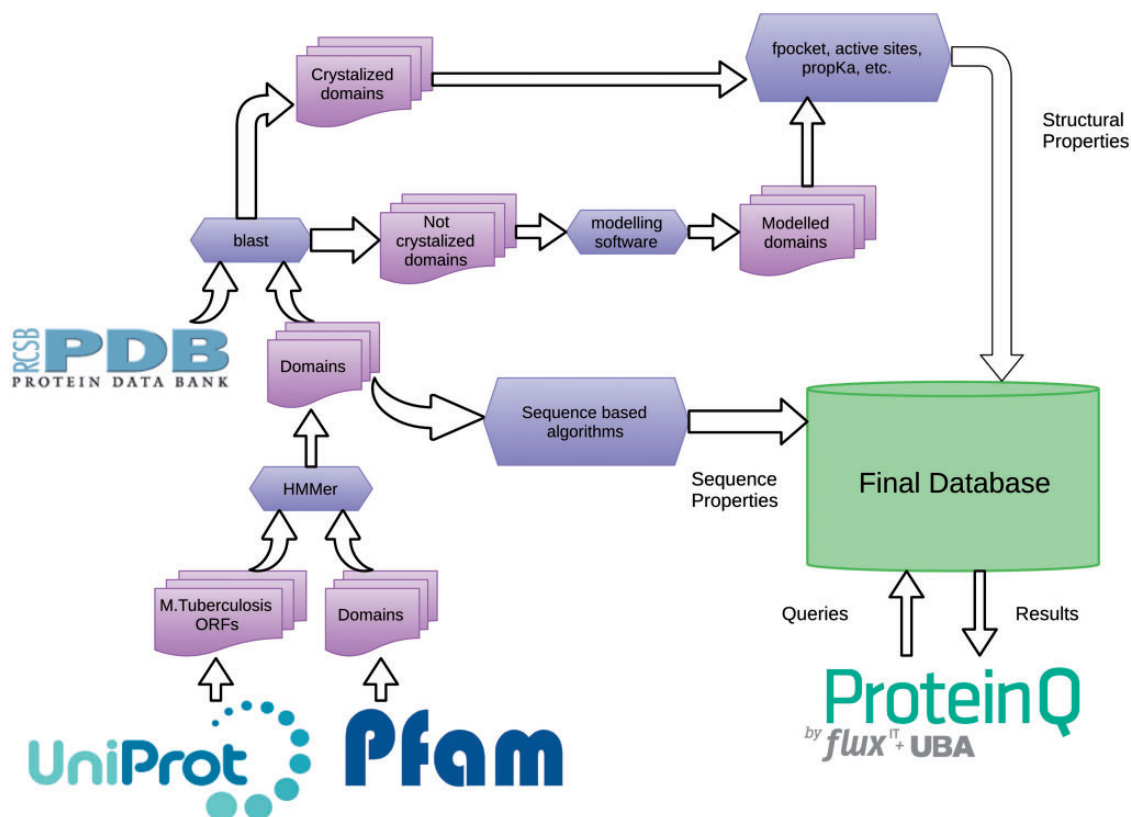 Crystalized
domains
fpocket, active sites,
propKa, etc.
Structural
Properties
blast
Not
crystalized
domains
modelling
software
Modelled
domains
RCSB
PDB
PROTEIN DATA BANK
Domains
Sequence based
algorithms
Sequence
Properties
Final Database
HMMer
M.Tuberculosis
ORFs
Domains
Queries
Results
UniProt
Pfam
ProteinQ
by flux IT + UBA